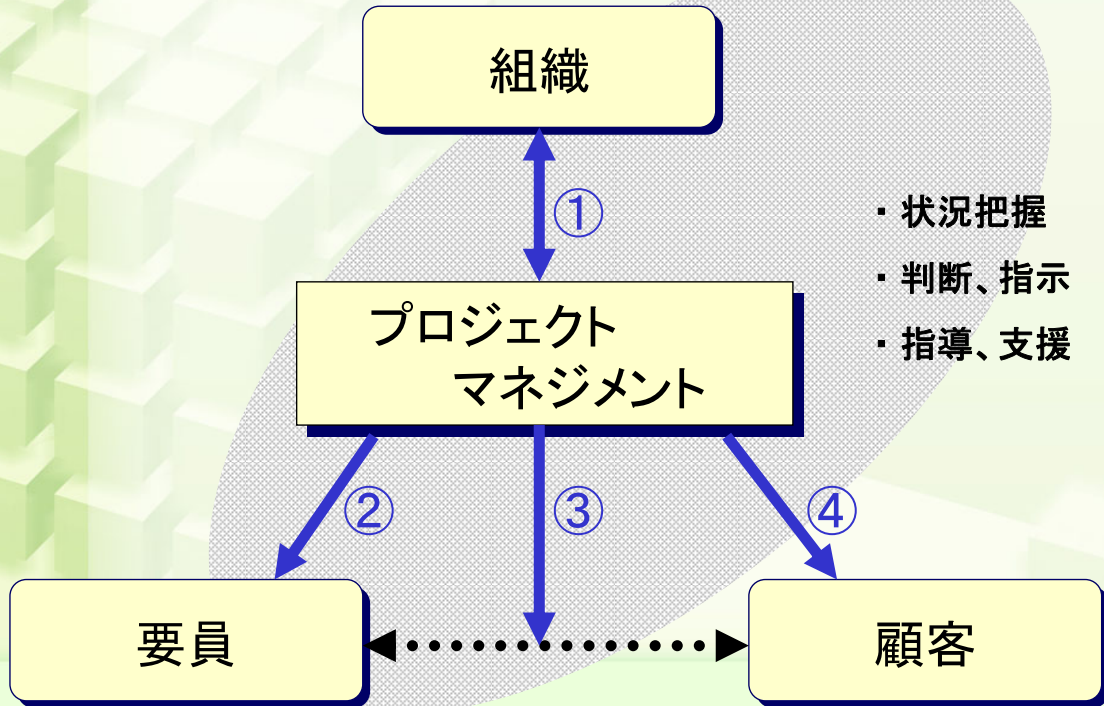 組織
①
・ 状況把握
・ 判断、指示
・ 指導、支援
プロジェクト
マネジメント
②
③
④
要員
顧客